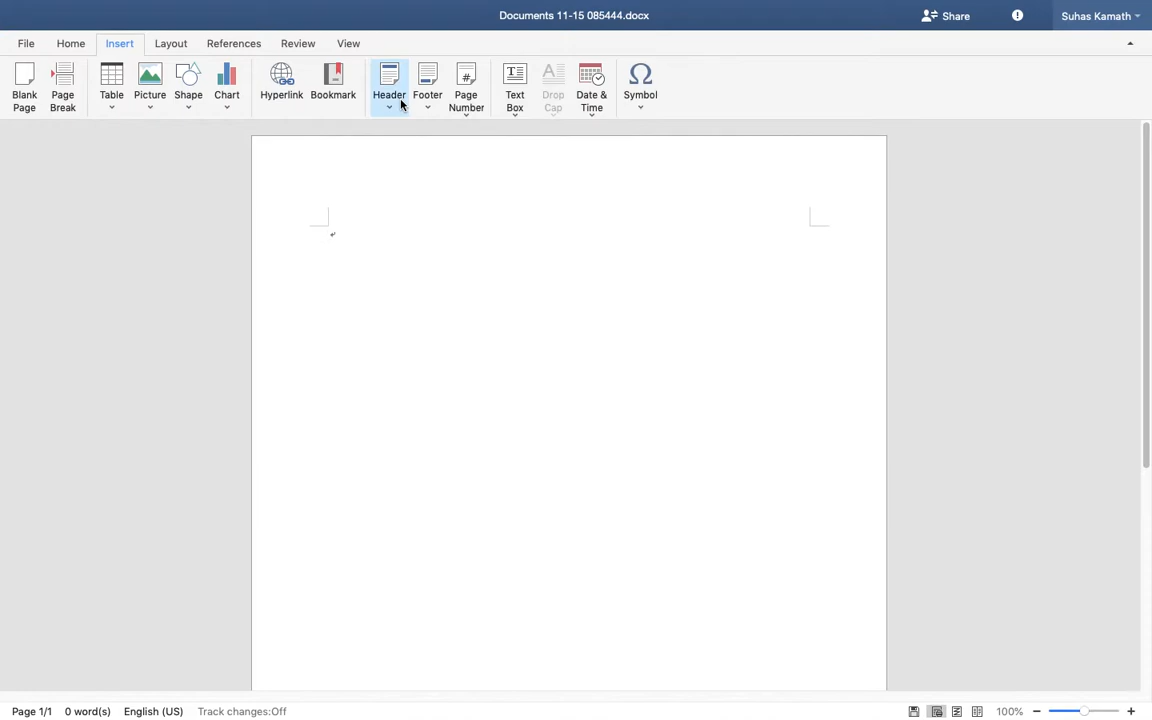 Documents 11-15 085444.docx
Share
Suhas Kamath
File Home Insert Layout References Review View
Blank Page
Page Break
Table
Picture
Shape
Chart
Hyperlink
Bookmark
Header
Footer
Page Number
#
Text Box
Drop Cap
Date & Time
Symbol
Page 1/1 0 word(s) English (US) Track changes:Off 100%